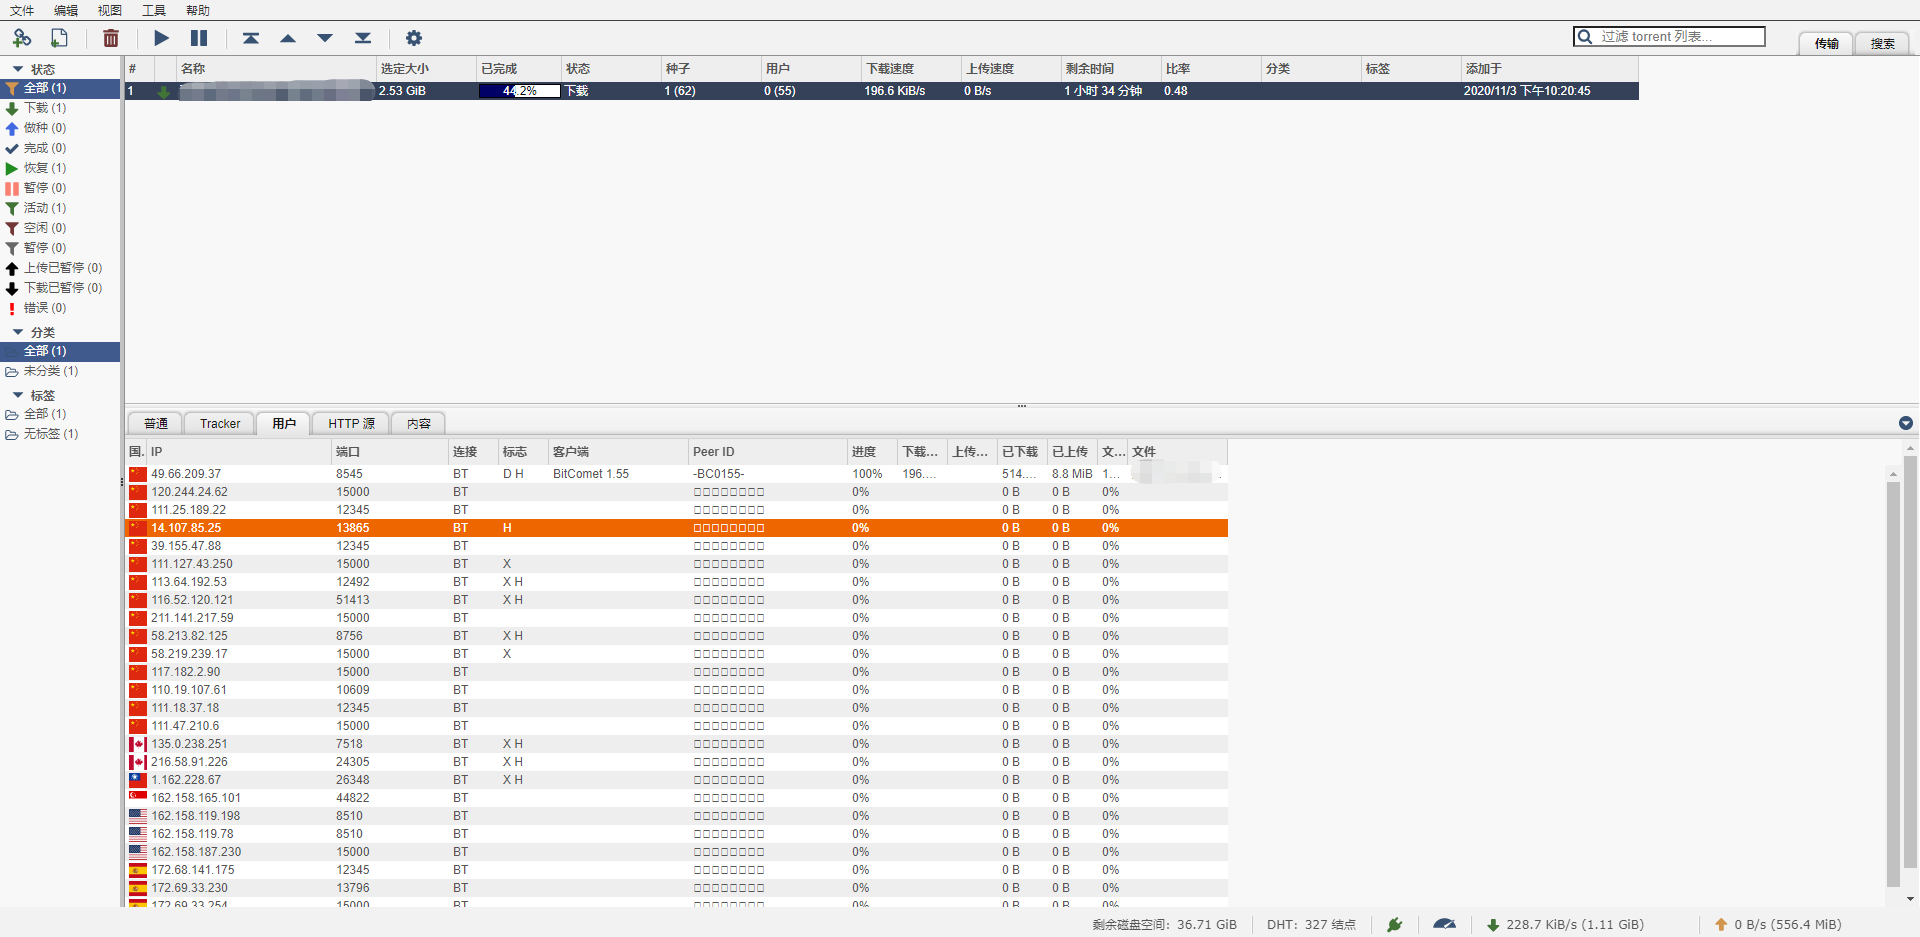 文件 编辑 视图 工具 帮助
过滤 torrent 列表...
传输 搜索
状态
全部 (1)
下载 (1)
做种 (0)
完成 (0)
恢复 (1)
暂停 (0)
活动 (1)
空闲 (0)
暂停 (0)
上传已暂停 (0)
下载已暂停 (0)
错误 (0)
分类
全部 (1)
未分类 (1)
标签
全部 (1)
无标签 (1)
# 名称 选定大小 已完成 状态 种子 用户 下载速度 上传速度 剩余时间 比率 分类 标签 添加于
1 2.53 GiB 44.2% 下载 1 (62) 0 (55) 196.6 KiB/s 0 B/s 1 小时 34 分钟 0.48 2020/11/3 下午10:20:45
普通 Tracker 用户 HTTP 源 内容
国. IP 端口 连接 标志 客户端 Peer ID 进度 下载... 上传... 已下载 已上传 文... 文件
49.66.209.37 8545 BT D H BitComet 1.55 -BC0155- 100% 196.... 514.... 8.8 MiB 1...
120.244.24.62 15000 BT 0% 0 B 0 B 0%
111.25.189.22 12345 BT 0% 0 B 0 B 0%
14.107.85.25 13865 BT H 0% 0 B 0 B 0%
39.155.47.88 12345 BT 0% 0 B 0 B 0%
111.127.43.250 15000 BT X 0% 0 B 0 B 0%
113.64.192.53 12492 BT X H 0% 0 B 0 B 0%
116.52.120.121 51413 BT X H 0% 0 B 0 B 0%
211.141.217.59 15000 BT 0% 0 B 0 B 0%
58.213.82.125 8756 BT X H 0% 0 B 0 B 0%
58.219.239.17 15000 BT X 0% 0 B 0 B 0%
117.182.2.90 15000 BT 0% 0 B 0 B 0%
110.19.107.61 10609 BT 0% 0 B 0 B 0%
111.18.37.18 12345 BT 0% 0 B 0 B 0%
111.47.210.6 15000 BT 0% 0 B 0 B 0%
135.0.238.251 7518 BT X H 0% 0 B 0 B 0%
216.58.91.226 24305 BT X H 0% 0 B 0 B 0%
1.162.228.67 26348 BT X H 0% 0 B 0 B 0%
162.158.165.101 44822 BT 0% 0 B 0 B 0%
162.158.119.198 8510 BT 0% 0 B 0 B 0%
162.158.119.78 8510 BT 0% 0 B 0 B 0%
162.158.187.230 15000 BT 0% 0 B 0 B 0%
172.68.141.175 12345 BT 0% 0 B 0 B 0%
172.69.33.230 13796 BT 0% 0 B 0 B 0%
172.69.33.254 15000 BT 0% 0 B 0 B 0%
剩余磁盘空间: 36.71 GiB DHT: 327 结点 228.7 KiB/s (1.11 GiB) 0 B/s (556.4 MiB)